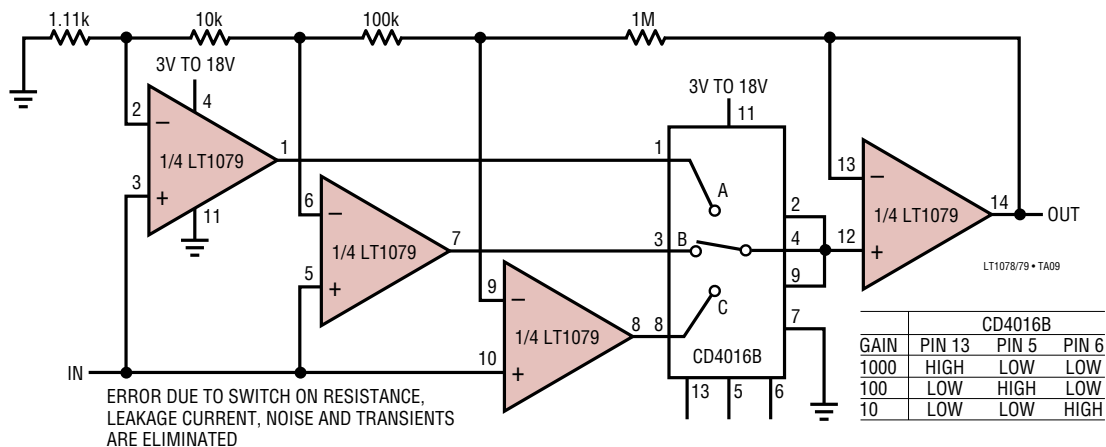 1.11k 10k 100k 1M
3V TO 18V
4
2
1/4 LT1079
1
3
11
6
1/4 LT1079
7
5
9
1/4 LT1079
8
10
IN
3V TO 18V
11
1
A
3 B
8
C
CD4016B
2
4
9
7
13 5 6
13
1/4 LT1079
14
OUT
12
LT1078/79 • TA09
CD4016B
GAIN PIN 13 PIN 5 PIN 6
1000 HIGH LOW LOW
100 LOW HIGH LOW
10 LOW LOW HIGH
ERROR DUE TO SWITCH ON RESISTANCE,
LEAKAGE CURRENT, NOISE AND TRANSIENTS
ARE ELIMINATED